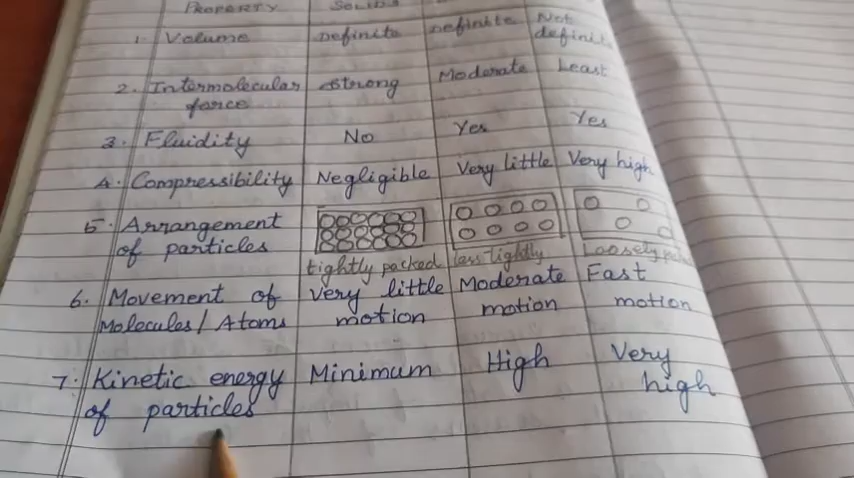 PROPERTY SOLIDS
1. Volume Definite Definite Not definite
2. Intermolecular force Strong Moderate Least
3. Fluidity No Yes Yes
4. Compressibility Negligible Very little Very high
5. Arrangement of particles tightly packed less tightly Loosely
6. Movement of Molecules/Atoms Very little motion Moderate motion Fast motion
7. Kinetic energy of particles Minimum High Very high